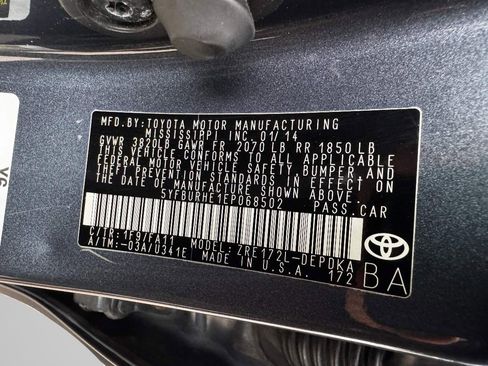 MFD.BY:TOYOTA MOTOR MANUFACTURING
MISSISSIPPI INC. 01/14
GVWR 3820LB GAWR FR 2070 LB RR 1850 LB
THIS VEHICLE CONFORMS TO ALL APPLICABLE
FEDERAL MOTOR VEHICLE SAFETY, BUMPER, AND
THEFT PREVENTION STANDARDS IN EFFECT ON
THE DATE OF MANUFACTURE SHOWN ABOVE.
5YFBURHE1EP068502 PASS.CAR
C/TR:1F9/FA11 MODEL: ZRE172L-DEPDKA
A/TM:-03A/U341E MADE IN U.S.A. 172
TOYOTA
BA